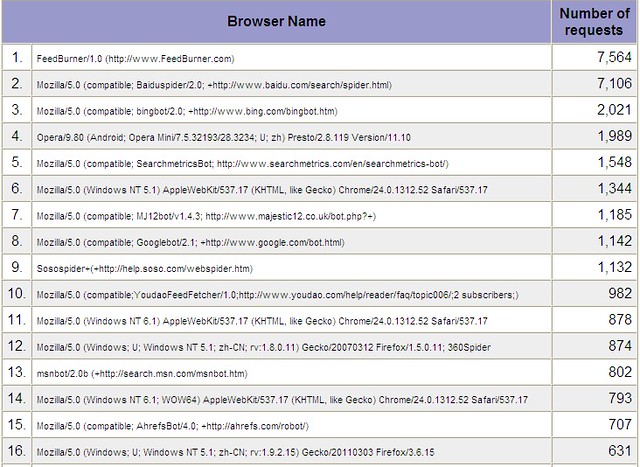 Browser Name Number of requests
1. FeedBurner/1.0 (http://www.FeedBurner.com) 7,564
2. Mozilla/5.0 (compatible; Baiduspider/2.0; +http://www.baidu.com/search/spider.html) 7,106
3. Mozilla/5.0 (compatible; bingbot/2.0; +http://www.bing.com/bingbot.htm) 2,021
4. Opera/9.80 (Android; Opera Mini/7.5.32193/28.3234; U; zh) Presto/2.8.119 Version/11.10 1,989
5. Mozilla/5.0 (compatible; SearchmetricsBot; http://www.searchmetrics.com/en/searchmetrics-bot/) 1,548
6. Mozilla/5.0 (Windows NT 5.1) AppleWebKit/537.17 (KHTML, like Gecko) Chrome/24.0.1312.52 Safari/537.17 1,344
7. Mozilla/5.0 (compatible; MJ12bot/v1.4.3; http://www.majestic12.co.uk/bot.php?+) 1,185
8. Mozilla/5.0 (compatible; Googlebot/2.1; +http://www.google.com/bot.html) 1,142
9. Sosospider+(+http://help.soso.com/webspider.htm) 1,132
10. Mozilla/5.0 (compatible;YoudaoFeedFetcher/1.0;http://www.youdao.com/help/reader/faq/topic006/;2 subscribers;) 982
11. Mozilla/5.0 (Windows NT 6.1) AppleWebKit/537.17 (KHTML, like Gecko) Chrome/24.0.1312.52 Safari/537.17 878
12. Mozilla/5.0 (Windows; U; Windows NT 5.1; zh-CN; rv:1.8.0.11) Gecko/20070312 Firefox/1.5.0.11; 360Spider 874
13. msnbot/2.0b (+http://search.msn.com/msnbot.htm) 802
14. Mozilla/5.0 (Windows NT 6.1; WOW64) AppleWebKit/537.17 (KHTML, like Gecko) Chrome/24.0.1312.52 Safari/537.17 793
15. Mozilla/5.0 (compatible; AhrefsBot/4.0; +http://ahrefs.com/robot/) 707
16. Mozilla/5.0 (Windows; U; Windows NT 5.1; zh-CN; rv:1.9.2.15) Gecko/20110303 Firefox/3.6.15 631